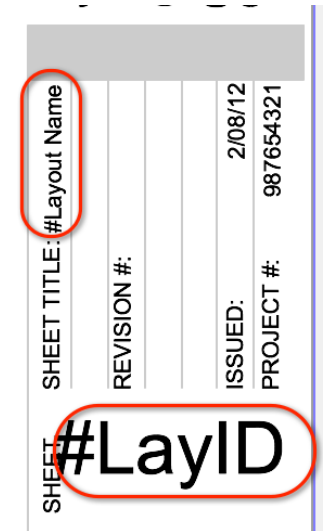 SHEET TITLE: #Layout Name
REVISION #:
ISSUED: 2/08/12
PROJECT #: 987654321
SHEET: #LayID